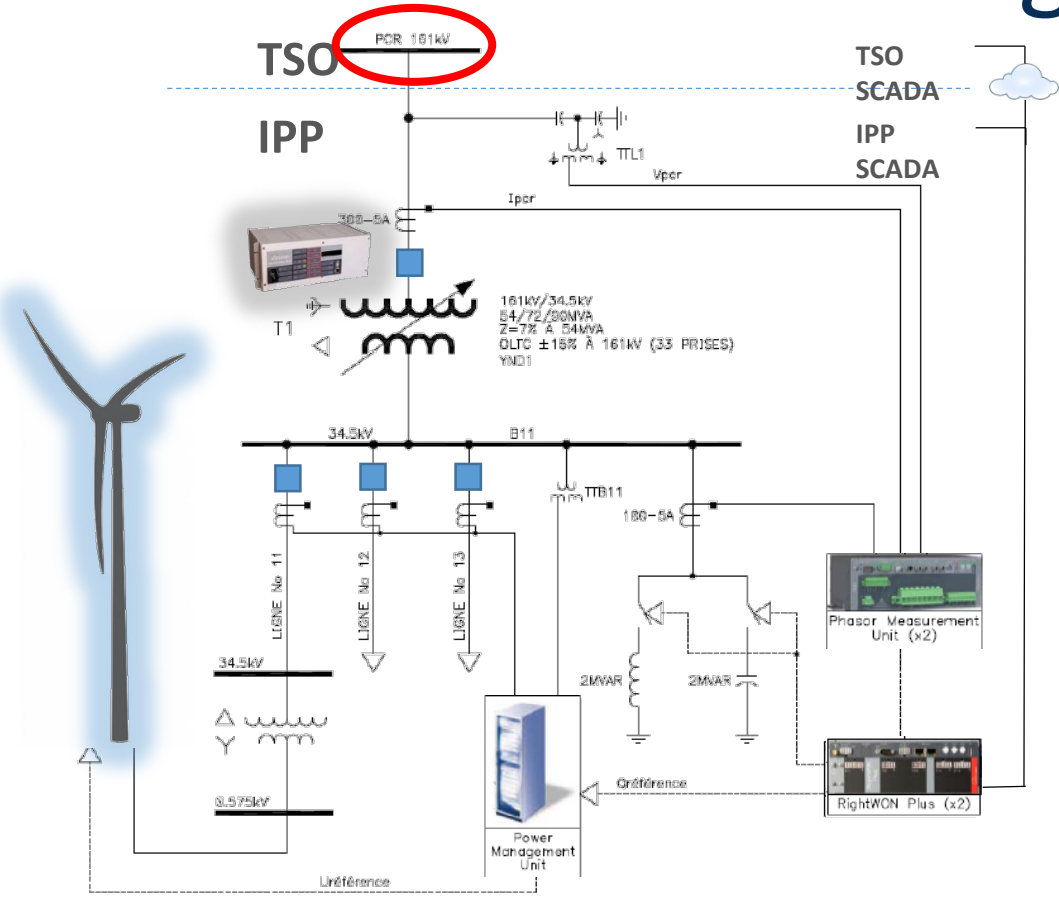 PCR 161kV
TSO
TSO
SCADA
IPP
IPP
SCADA
TTL1
Vpcr
Ipcr
300-5A
T1
161kV/34.5kV
54/72/90MVA
Z=7% À 54MVA
OLTC ±15% À 161kV (33 PRISES)
YND1
34.5kV
B11
TTB11
100-5A
LIGNE No 11
LIGNE No 12
LIGNE No 13
Phasor Measurement
Unit (x2)
34.5kV
2MVAR
2MVAR
0.575kV
Qréférence
RightWON Plus (x2)
Power
Management
Unit
Uréférence